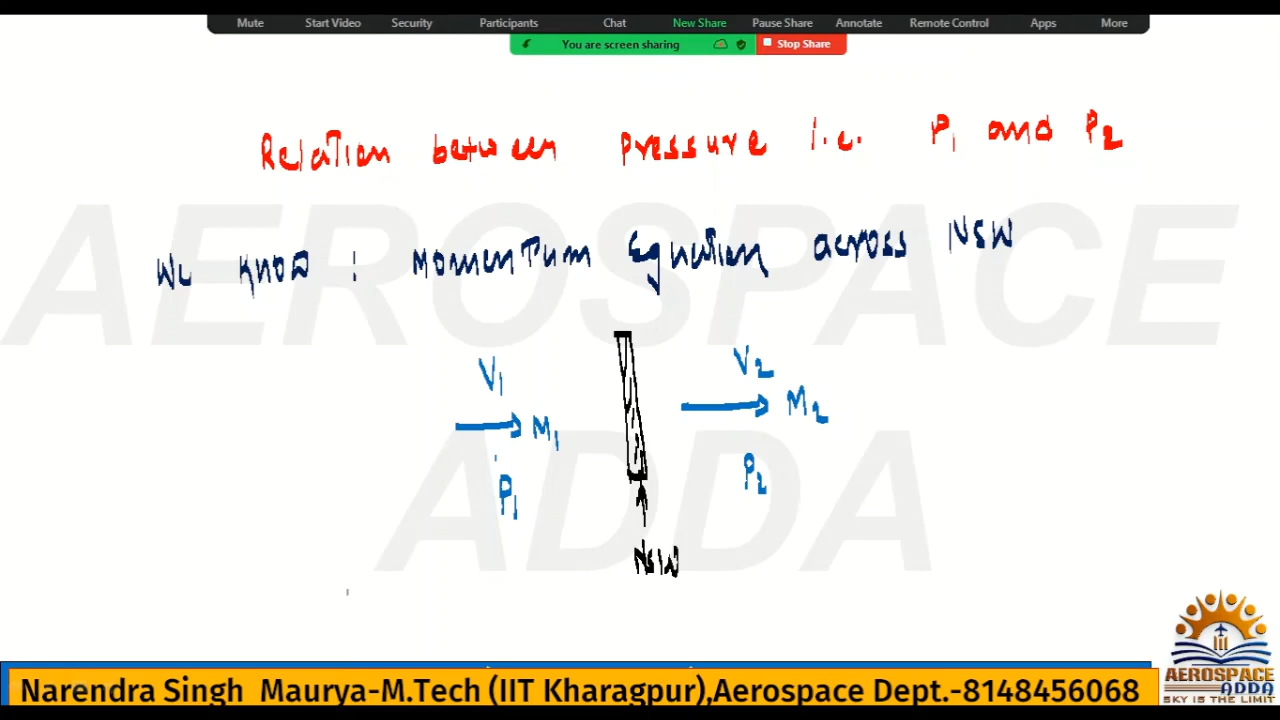 Mute Start Video Security Participants Chat New Share Pause Share Annotate Remote Control Apps More
You are screen sharing Stop Share
Relation between Pressure i.e. P1 and P2
We know : Momentum Equation across NSW
V1 V2
M1 M2
P1 P2
NSW
AEROSPACE
ADDA
Narendra Singh Maurya-M.Tech (IIT Kharagpur),Aerospace Dept.-8148456068
AEROSPACE
ADDA
SKY IS THE LIMIT